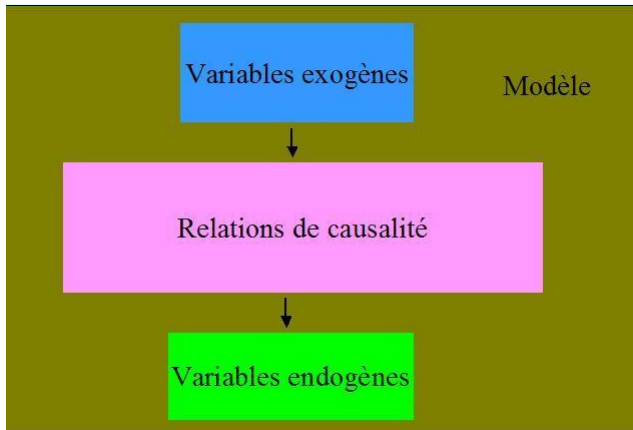 Variables exogènes
Modèle
Relations de causalité
Variables endogènes